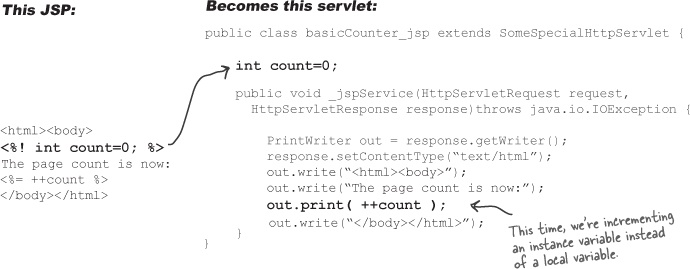 This JSP:
Becomes this servlet:
public class basicCounter_jsp extends SomeSpecialHttpServlet {
int count=0;
public void _jspService(HttpServletRequest request,
HttpServletResponse response)throws java.io.IOException {
<html><body>
<%! int count=0; %>
The page count is now:
<%= ++count %>
</body></html>
PrintWriter out = response.getWriter();
response.setContentType(“text/html”);
out.write(“<html><body>”);
out.write(“The page count is now:”);
out.print( ++count );
out.write(“</body></html>”);
}
}
This time, we're incrementing
an instance variable instead
of a local variable.